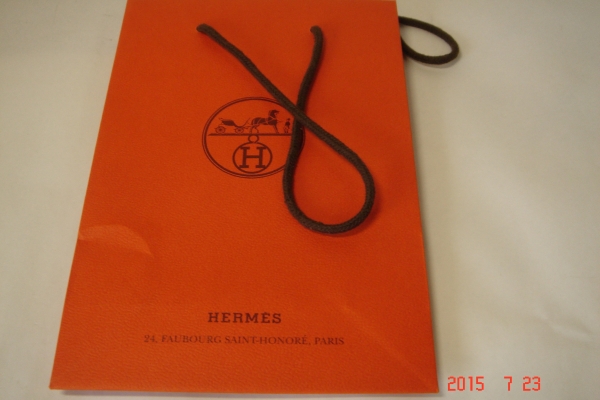 H
HERMÈS
24, FAUBOURG SAINT-HONORÉ, PARIS
2015 7 23